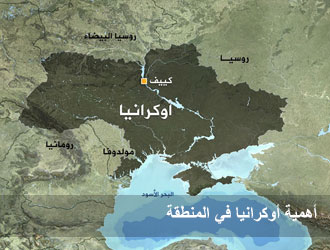 روسيا البيضاء
روسيا
كييف
أوكرانيا
رومانيا
مولدوفا
البحر الأسود
أهمية أوكرانيا في المنطقة